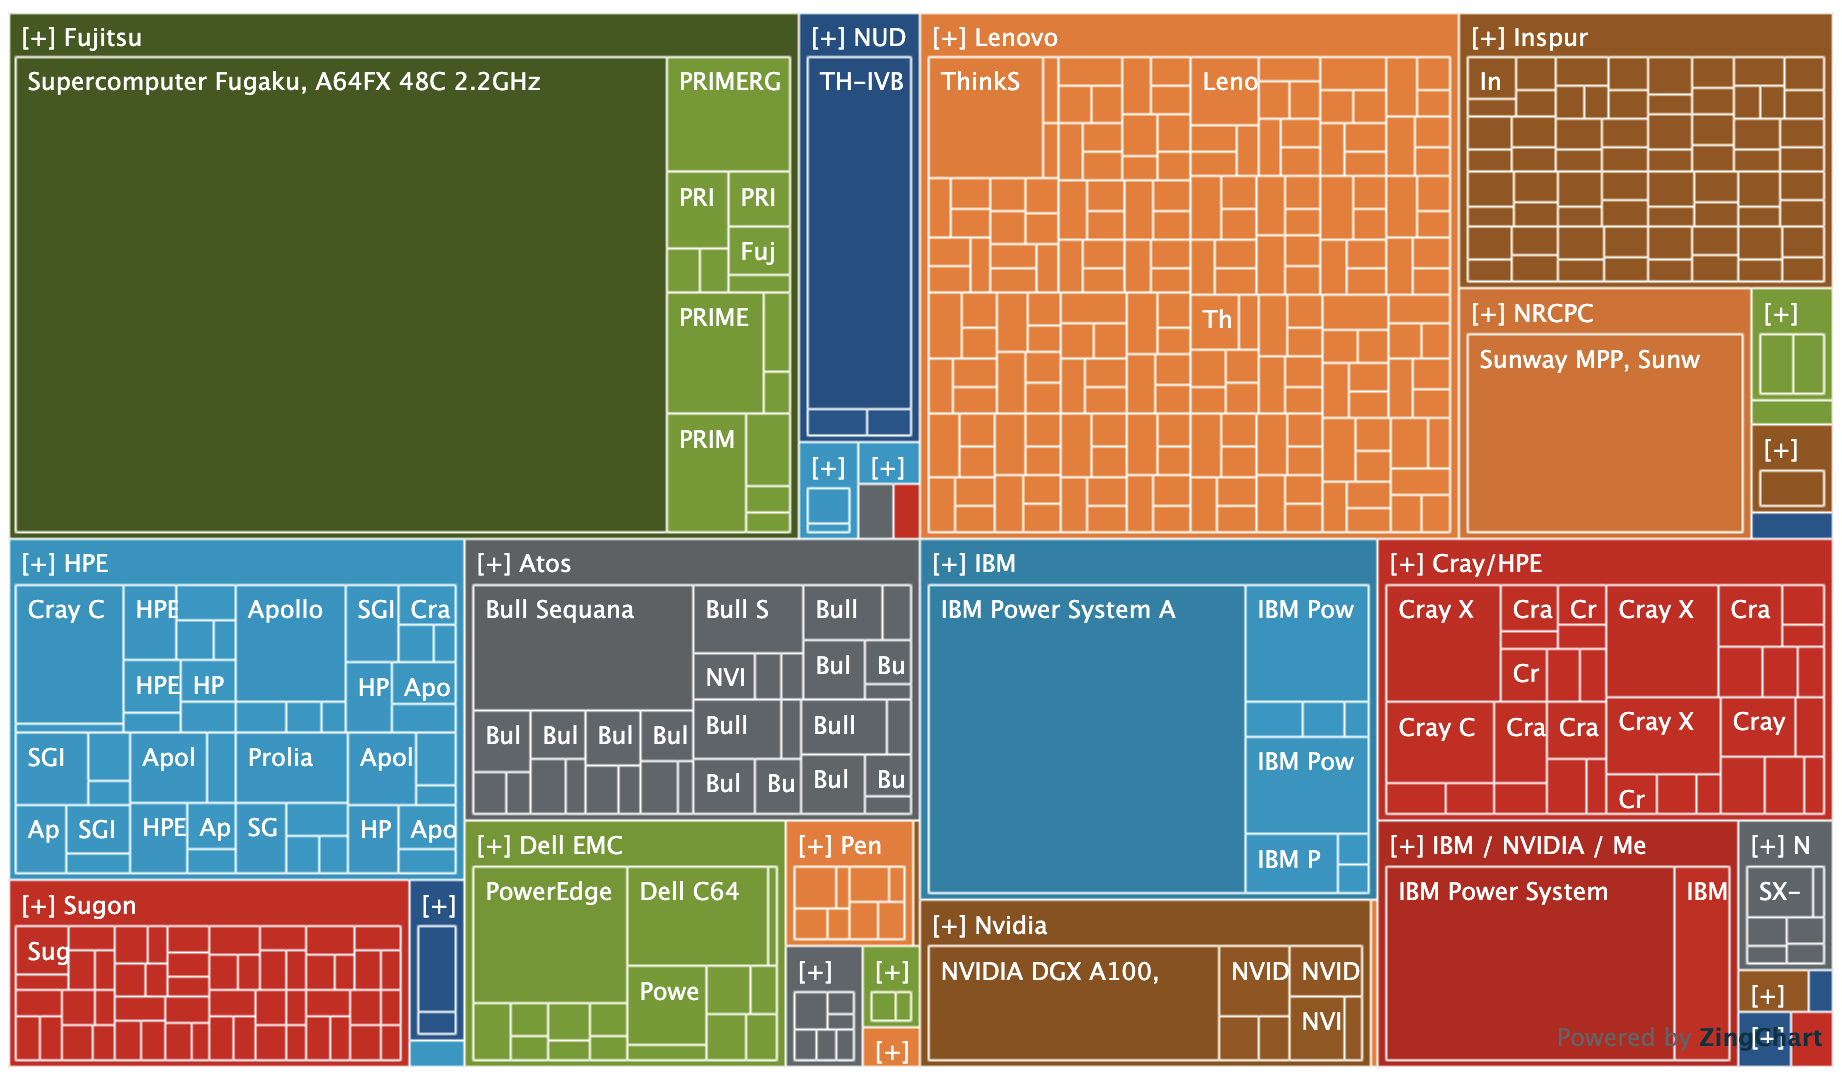 [+] Fujitsu
Supercomputer Fugaku, A64FX 48C 2.2GHz
PRIMERG
PRI
PRI
Fuj
PRIME
PRIM
[+] NUD
TH-IVB
[+]
[+]
[+] Lenovo
ThinkS
Leno
Th
[+] Inspur
In
[+] NRCPC
Sunway MPP, Sunw
[+]
[+]
[+] HPE
Cray C
HPE
Apollo
SGI
Cra
HPE
HP
HP
Apo
SGI
Apol
Prolia
Apol
Ap
SGI
HPE
Ap
SG
HP
Apo
[+] Atos
Bull Sequana
Bull S
Bull
NVI
Bul
Bu
Bul
Bul
Bul
Bul
Bull
Bull
Bul
Bu
Bul
Bu
[+] IBM
IBM Power System A
IBM Pow
IBM Pow
IBM P
[+] Cray/HPE
Cray X
Cra
Cr
Cray X
Cra
Cr
Cray C
Cra
Cra
Cray X
Cray
Cr
[+] Sugon
Sug
[+]
[+] Dell EMC
PowerEdge
Dell C64
Powe
[+] Pen
[+]
[+]
[+]
[+] Nvidia
NVIDIA DGX A100,
NVID
NVID
NVI
[+] IBM / NVIDIA / Me
IBM Power System
IBM
[+] N
SX-
[+]
[+]
Powered by ZingChart